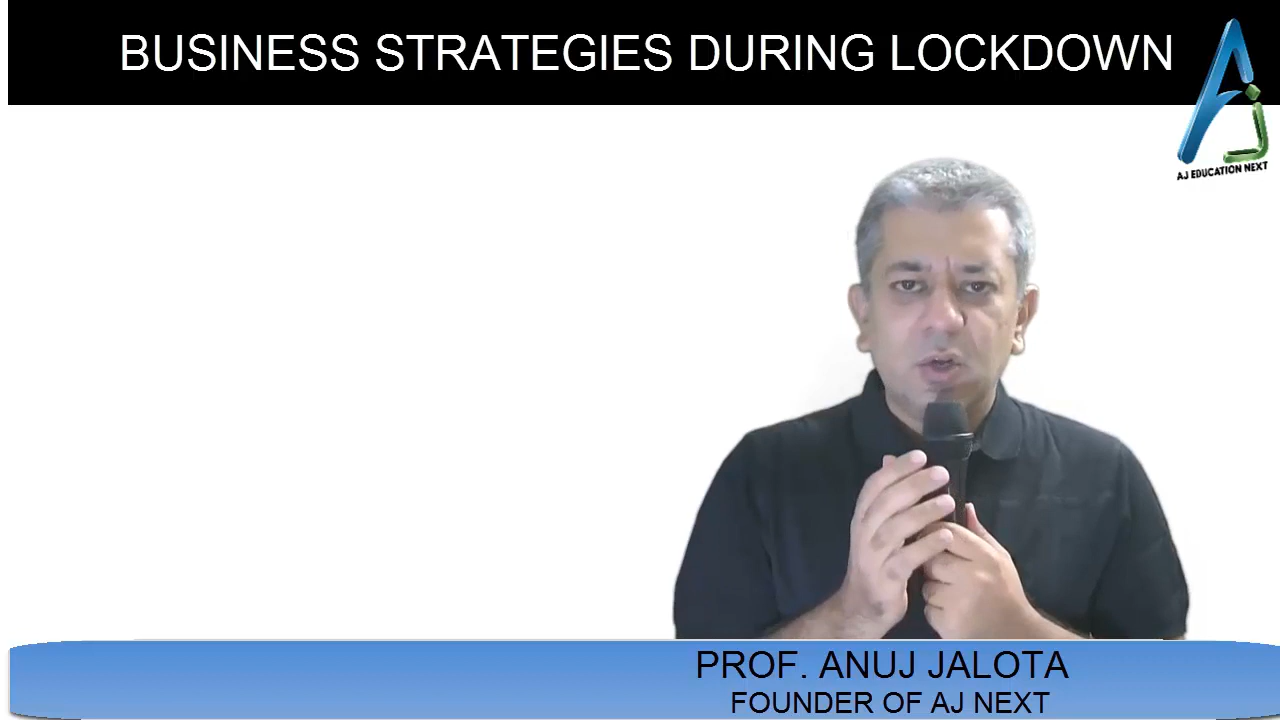 BUSINESS STRATEGIES DURING LOCKDOWN
AJ EDUCATION NEXT
PROF. ANUJ JALOTA
FOUNDER OF AJ NEXT